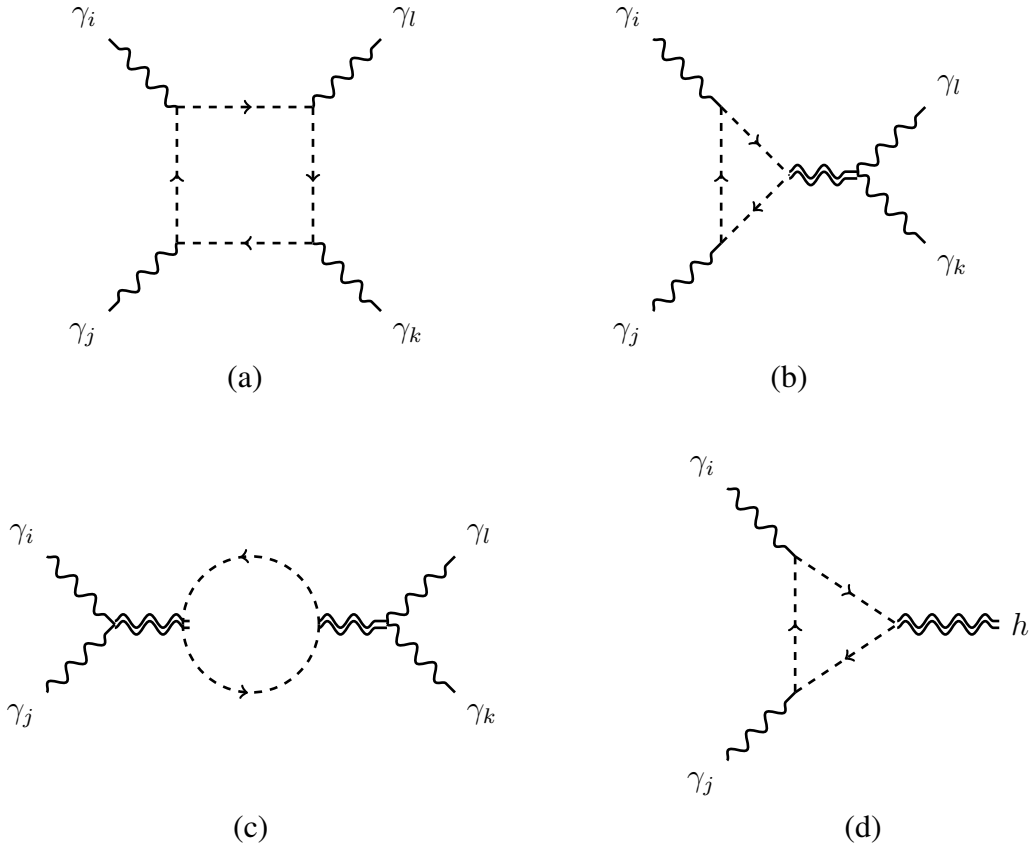 γ_i γ_l γ_i
γ_l
γ_k
γ_j γ_k γ_j
(a) (b)
γ_i
γ_i γ_l
h
γ_j γ_k
γ_j
(c) (d)